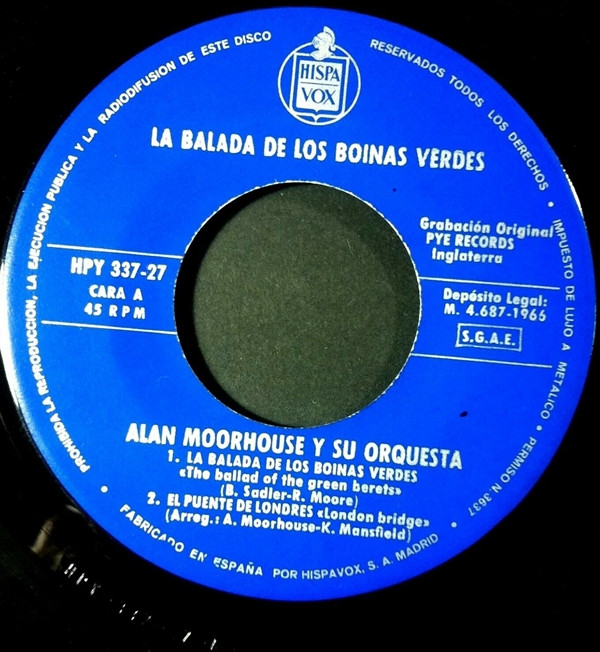 HISPA
VOX
LA BALADA DE LOS BOINAS VERDES
Grabación Original
PYE RECORDS
Inglaterra
HPY 337-27
CARA A
45 RPM
Depósito Legal:
M. 4.687-1966
S.G.A.E.
ALAN MOORHOUSE Y SU ORQUESTA
1. LA BALADA DE LOS BOINAS VERDES
«The ballad of the green berets»
(B. Sadler-R. Moore)
2. EL PUENTE DE LONDRES «London bridge»
(Arreg.: A. Moorhouse-K. Mansfield)
PROHIBIDA LA REPRODUCCION, LA EJECUCION PUBLICA Y LA RADIODIFUSION DE ESTE DISCO
RESERVADOS TODOS LOS DERECHOS • IMPUESTO DE LUJO A METALICO • PERMISO N 3637 •
• FABRICADO EN ESPAÑA POR HISPAVOX, S. A. MADRID